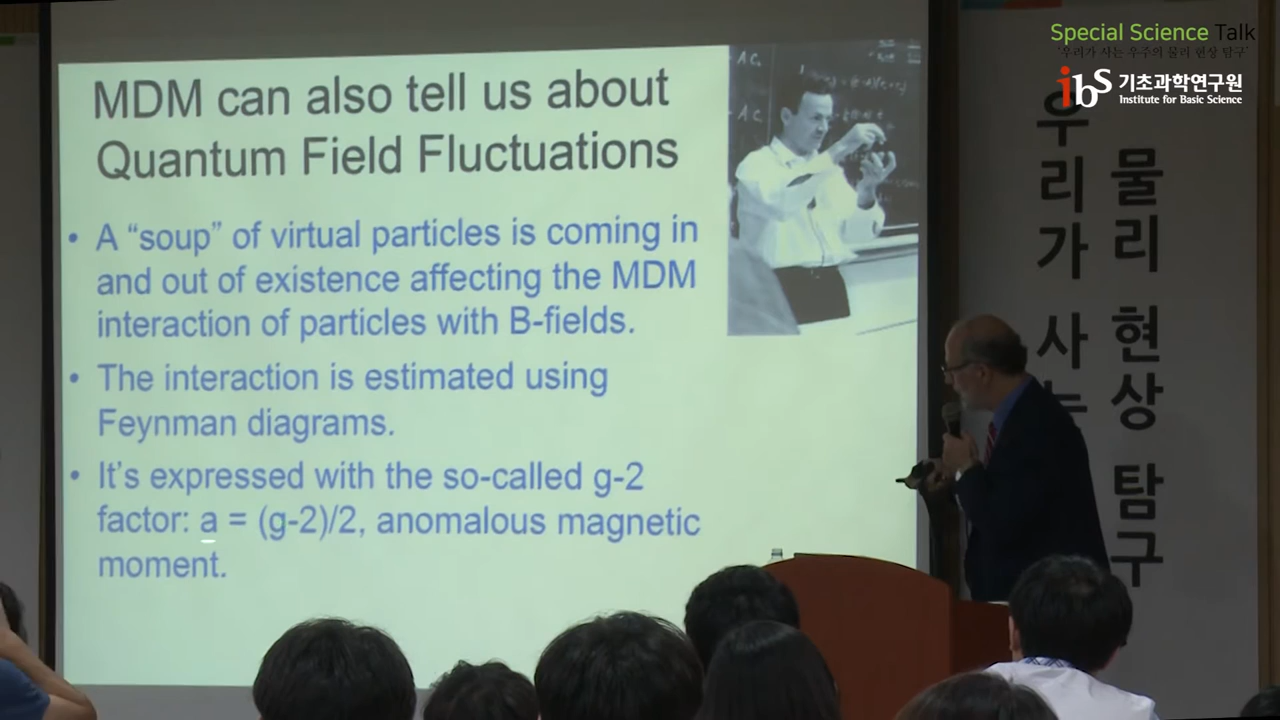 MDM can also tell us about
Quantum Field Fluctuations
• A “soup” of virtual particles is coming in
and out of existence affecting the MDM
interaction of particles with B-fields.
• The interaction is estimated using
Feynman diagrams.
• It’s expressed with the so-called g-2
factor: a = (g-2)/2, anomalous magnetic
moment.
Special Science Talk
'우리가 사는 우주의 물리 현상 탐구'
ibs 기초과학연구원
Institute for Basic Science
우리가 사는
물리 현상 탐구